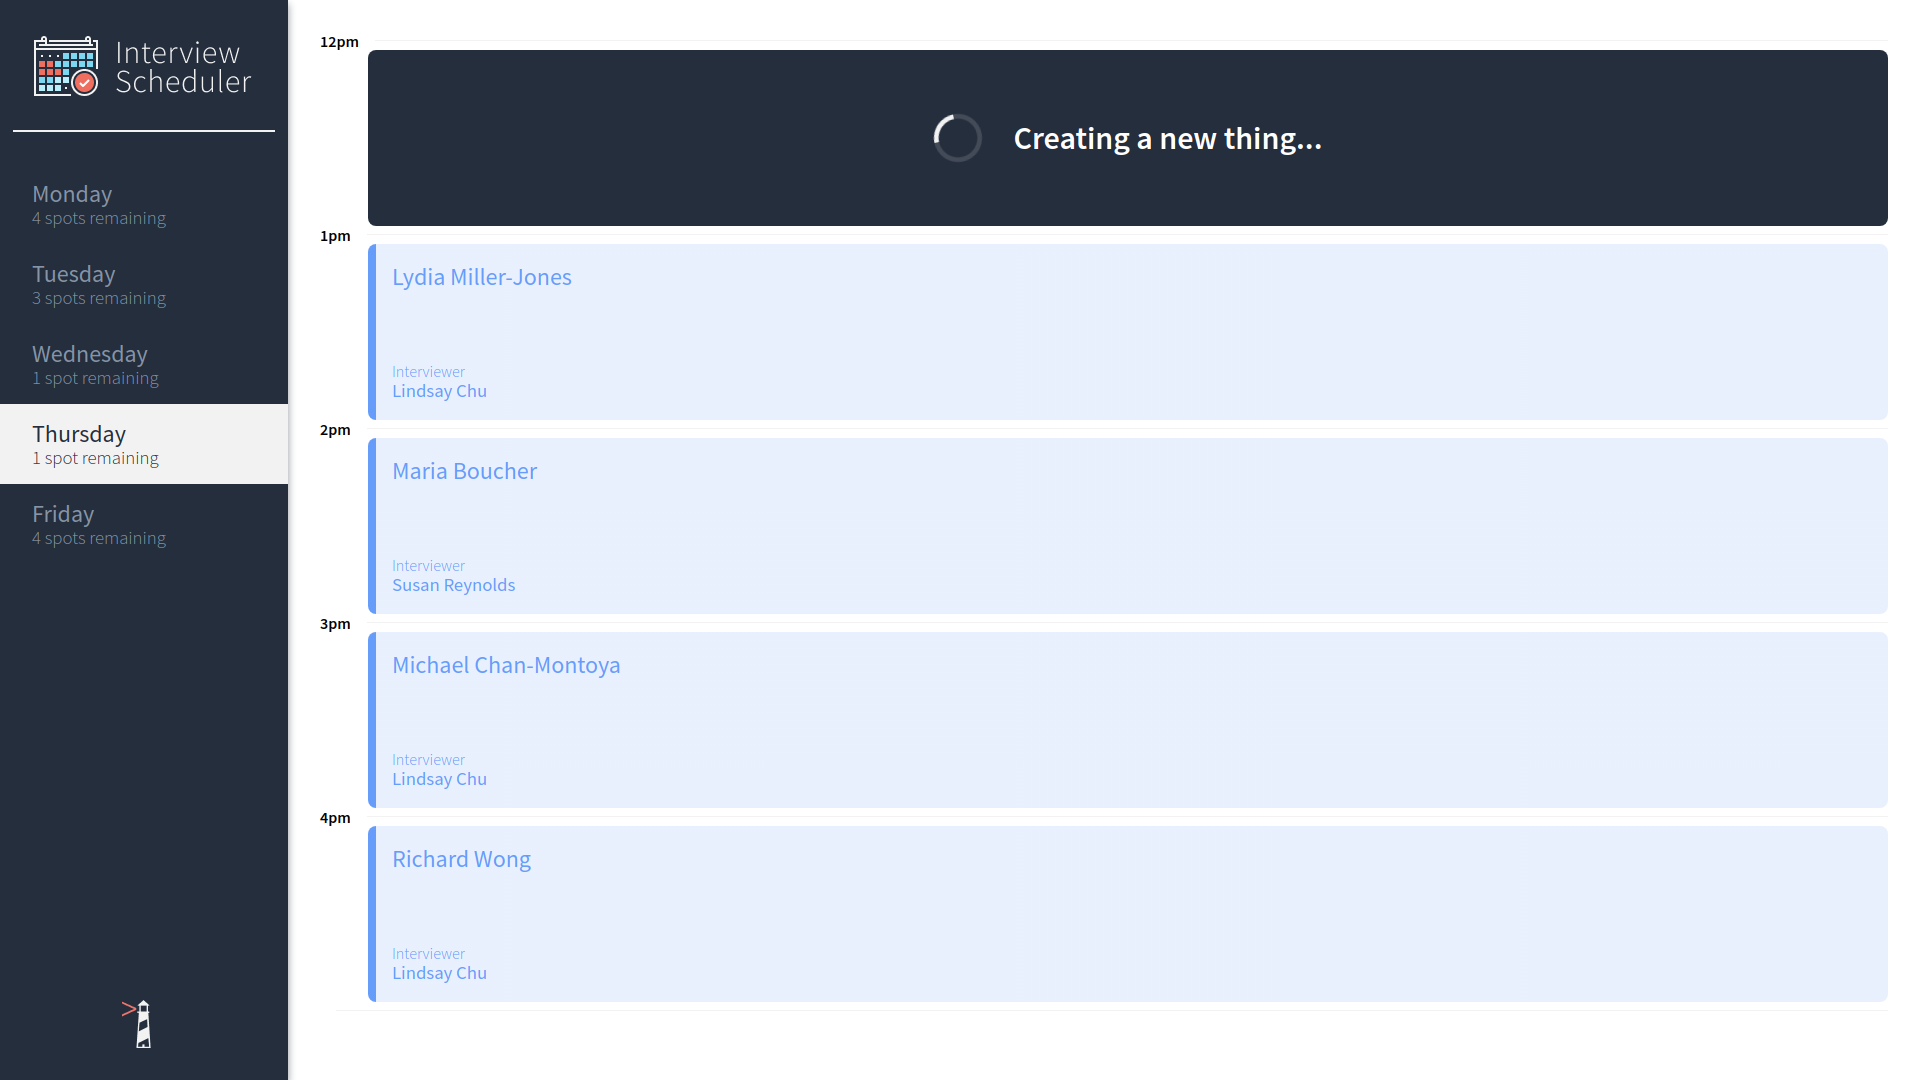 Interview
Scheduler
Monday
4 spots remaining
Tuesday
3 spots remaining
Wednesday
1 spot remaining
Thursday
1 spot remaining
Friday
4 spots remaining
12pm
Creating a new thing...
1pm
Lydia Miller-Jones
Interviewer
Lindsay Chu
2pm
Maria Boucher
Interviewer
Susan Reynolds
3pm
Michael Chan-Montoya
Interviewer
Lindsay Chu
4pm
Richard Wong
Interviewer
Lindsay Chu